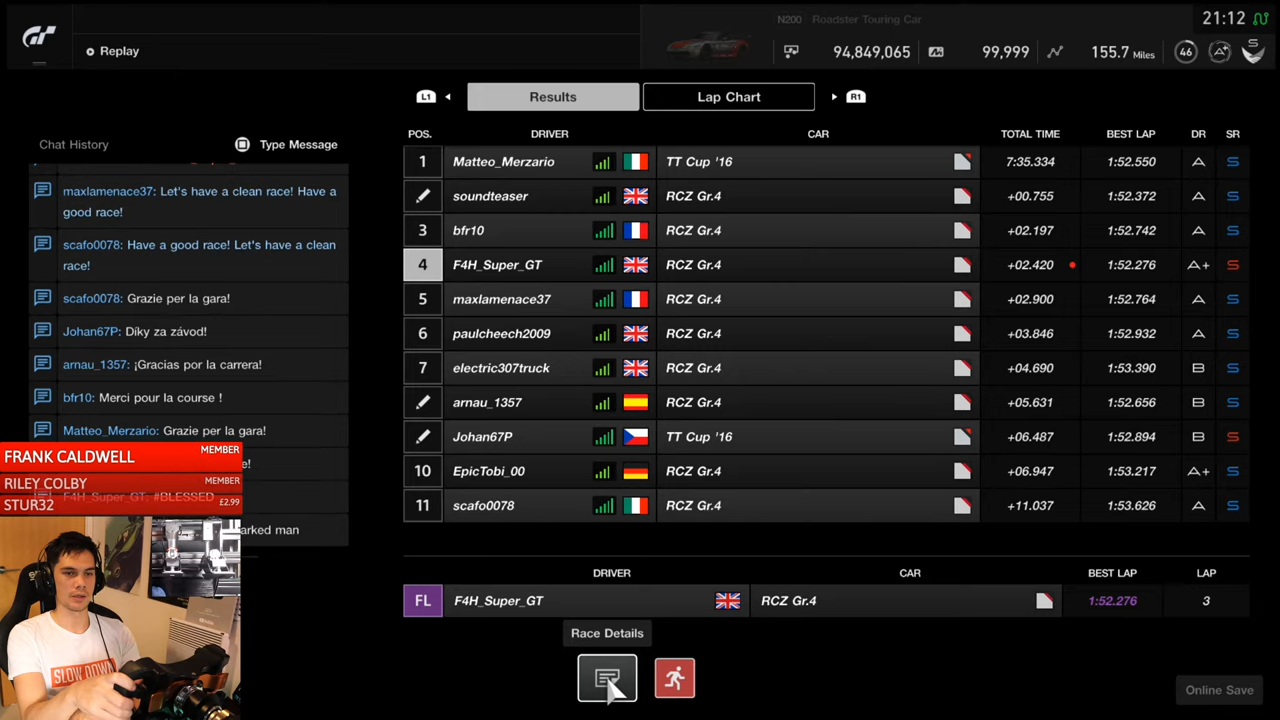 N200 Roadster Touring Car
21:12
Replay
94,849,065
99,999
155.7 Miles
46
A+
S
L1
Results
Lap Chart
R1
Chat History
Type Message
maxlamenace37: Let's have a clean race! Have a
good race!
scafo0078: Have a good race! Let's have a clean
race!
scafo0078: Grazie per la gara!
Johan67P: Díky za závod!
arnau_1357: ¡Gracias por la carrera!
bfr10: Merci pour la course !
Matteo_Merzario: Grazie per la gara!
e!
F4H_Super_GT: #BLESSED
arked man
FRANK CALDWELL MEMBER
RILEY COLBY MEMBER
STUR32 £2.99
SLOW DOWN
POS. DRIVER CAR TOTAL TIME BEST LAP DR SR
1 Matteo_Merzario TT Cup '16 7:35.334 1:52.550 A S
soundteaser RCZ Gr.4 +00.755 1:52.372 A S
3 bfr10 RCZ Gr.4 +02.197 1:52.742 A S
4 F4H_Super_GT RCZ Gr.4 +02.420 1:52.276 A+ S
5 maxlamenace37 RCZ Gr.4 +02.900 1:52.764 A S
6 paulcheech2009 RCZ Gr.4 +03.846 1:52.932 A S
7 electric307truck RCZ Gr.4 +04.690 1:53.390 B S
arnau_1357 RCZ Gr.4 +05.631 1:52.656 B S
Johan67P TT Cup '16 +06.487 1:52.894 B S
10 EpicTobi_00 RCZ Gr.4 +06.947 1:53.217 A+ S
11 scafo0078 RCZ Gr.4 +11.037 1:53.626 A S
DRIVER CAR BEST LAP LAP
FL F4H_Super_GT RCZ Gr.4 1:52.276 3
Race Details
Online Save